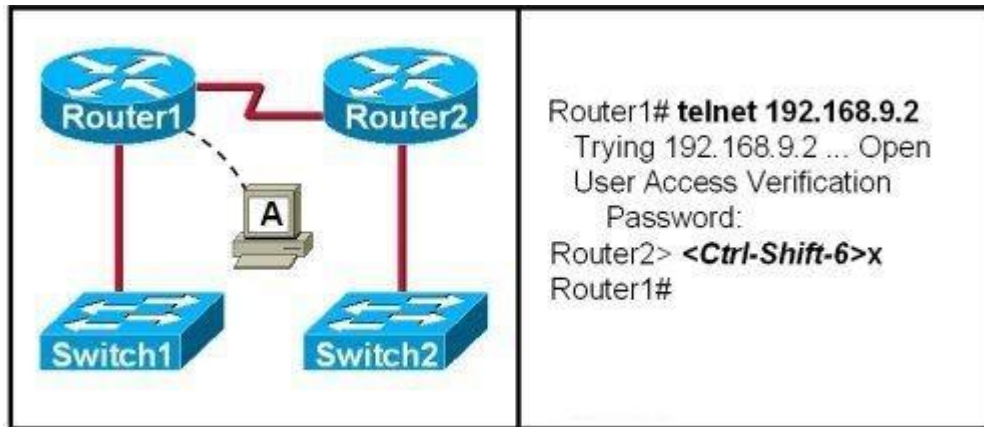 Router1
Router2
A
Switch1
Switch2
Router1# telnet 192.168.9.2
Trying 192.168.9.2 ... Open
User Access Verification
Password:
Router2> <Ctrl-Shift-6>x
Router1#